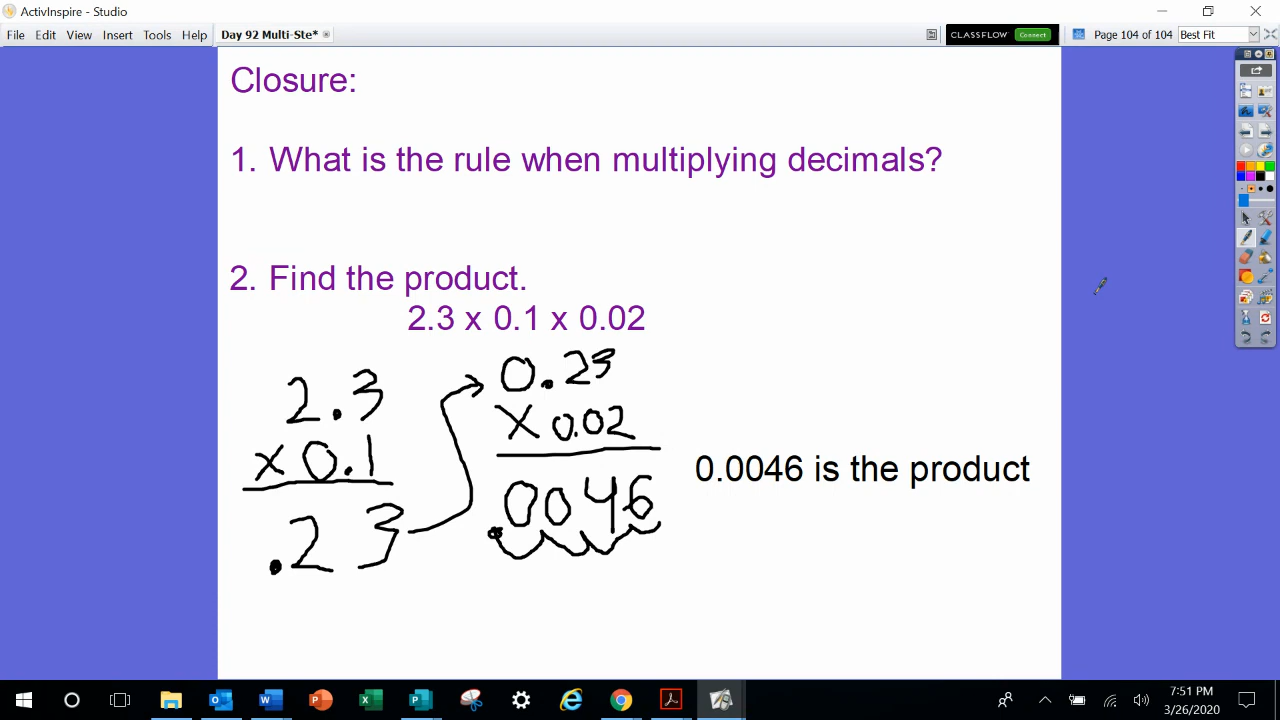 ActivInspire - Studio
File Edit View Insert Tools Help
Day 92 Multi-Ste*
CLASSFLOW Connect
Page 104 of 104
Best Fit
Closure:
1. What is the rule when multiplying decimals?
2. Find the product.
2.3 x 0.1 x 0.02
2.3
x 0.1
.23
0.23
x 0.02
.0046
0.0046 is the product
7:51 PM
3/26/2020